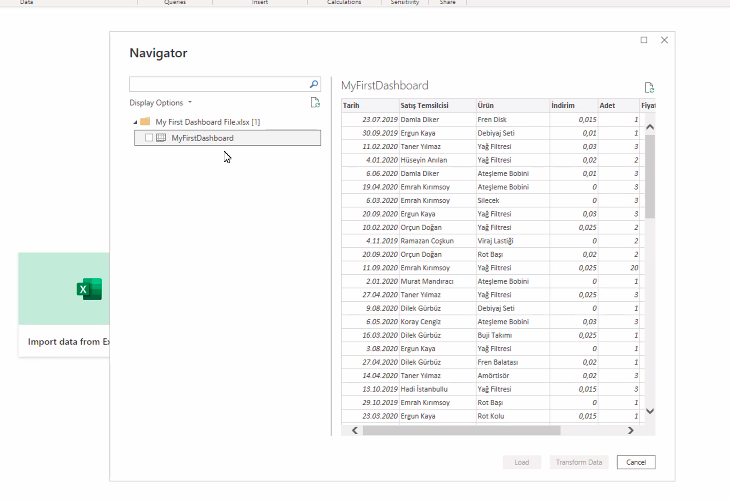 Data Queries Insert Calculations Sensitivity Share
Navigator
Display Options
My First Dashboard File.xlsx [1]
MyFirstDashboard
Import data from Ex
MyFirstDashboard
Tarih Satış Temsilcisi Ürün İndirim Adet Fiyat
23.07.2019 Damla Diker Fren Disk 0,015 1
30.09.2019 Ergun Kaya Debiyaj Seti 0,01 1
11.02.2020 Taner Yılmaz Yağ Filtresi 0,03 3
4.01.2020 Hüseyin Anılan Yağ Filtresi 0,02 2
6.06.2020 Damla Diker Ateşleme Bobini 0,01 3
19.04.2020 Emrah Kırımsoy Ateşleme Bobini 0 3
6.03.2020 Emrah Kırımsoy Silecek 0 3
20.09.2020 Ergun Kaya Yağ Filtresi 0,03 3
10.02.2020 Orçun Doğan Yağ Filtresi 0,025 2
4.11.2019 Ramazan Coşkun Viraj Lastiği 0 2
20.09.2020 Orçun Doğan Rot Başı 0,02 2
11.09.2020 Emrah Kırımsoy Yağ Filtresi 0,025 20
2.01.2020 Murat Mandıracı Ateşleme Bobini 0 1
27.04.2020 Taner Yılmaz Yağ Filtresi 0,025 3
9.08.2020 Dilek Gürbüz Debiyaj Seti 0 1
6.05.2020 Koray Cengiz Ateşleme Bobini 0,03 3
16.03.2020 Dilek Gürbüz Buji Takımı 0,025 1
3.08.2020 Ergun Kaya Yağ Filtresi 0 1
27.04.2020 Dilek Gürbüz Fren Balatası 0,02 1
14.04.2020 Taner Yılmaz Amörtisör 0,02 3
13.10.2019 Hadi İstanbullu Yağ Filtresi 0,015 3
29.10.2019 Emrah Kırımsoy Rot Başı 0 1
23.03.2020 Ergun Kaya Rot Kolu 0,015 1
Load Transform Data Cancel